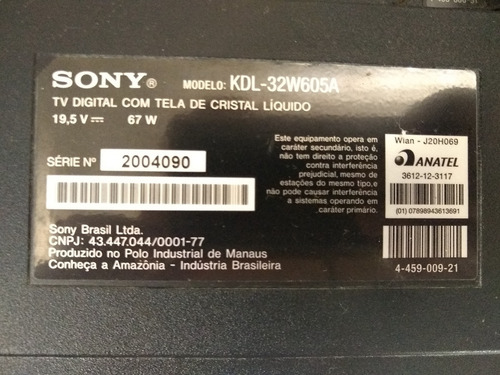 SONY®
MODELO: KDL-32W605A
TV DIGITAL COM TELA DE CRISTAL LÍQUIDO
19,5 V 67 W
SÉRIE Nº 2004090
Este equipamento opera em
caráter secundário, isto é,
não tem direito a proteção
contra interferência
prejudicial, mesmo de
estações do mesmo tipo,e
não pode causar interferência
a sistemas operando em
caráter primário.
Wlan - J20H069
ANATEL
3612-12-3117
(01) 07898943613691
Sony Brasil Ltda.
CNPJ: 43.447.044/0001-77
Produzido no Polo Industrial de Manaus
Conheça a Amazônia - Indústria Brasileira
4-459-009-21